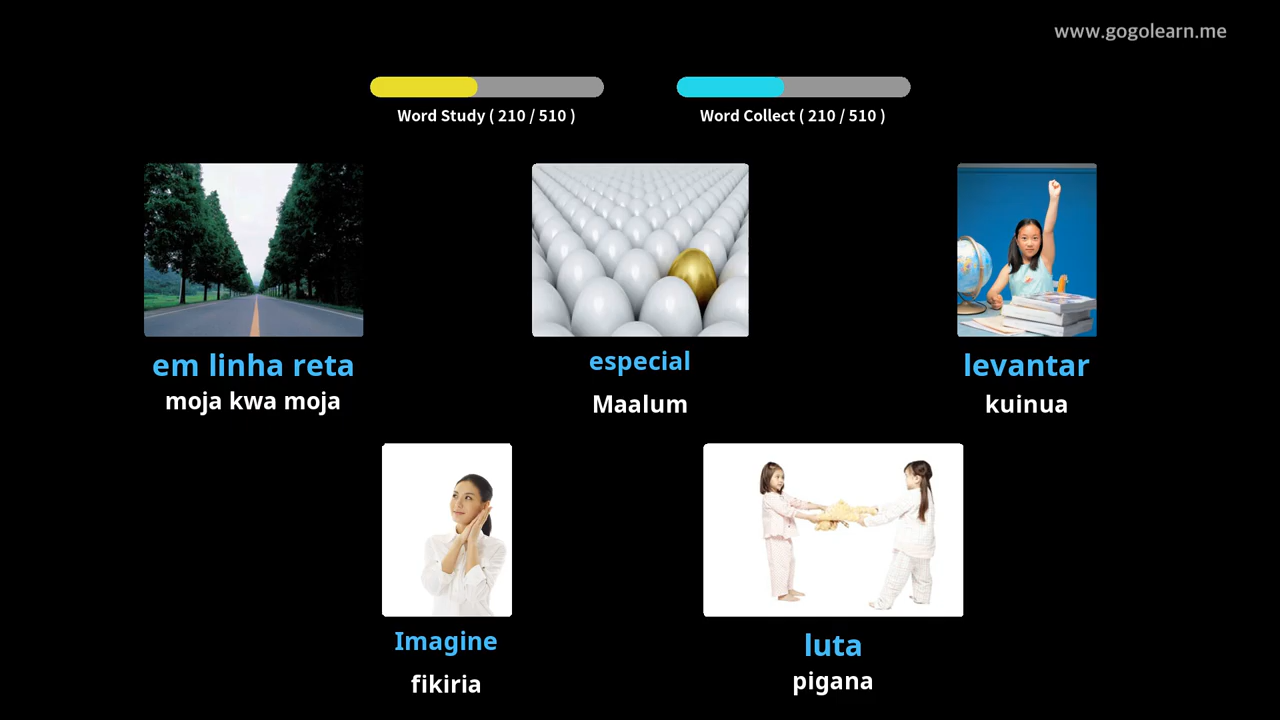 www.gogolearn.me
Word Study ( 210 / 510 )
Word Collect ( 210 / 510 )
em linha reta
moja kwa moja
especial
Maalum
levantar
kuinua
Imagine
fikiria
luta
pigana